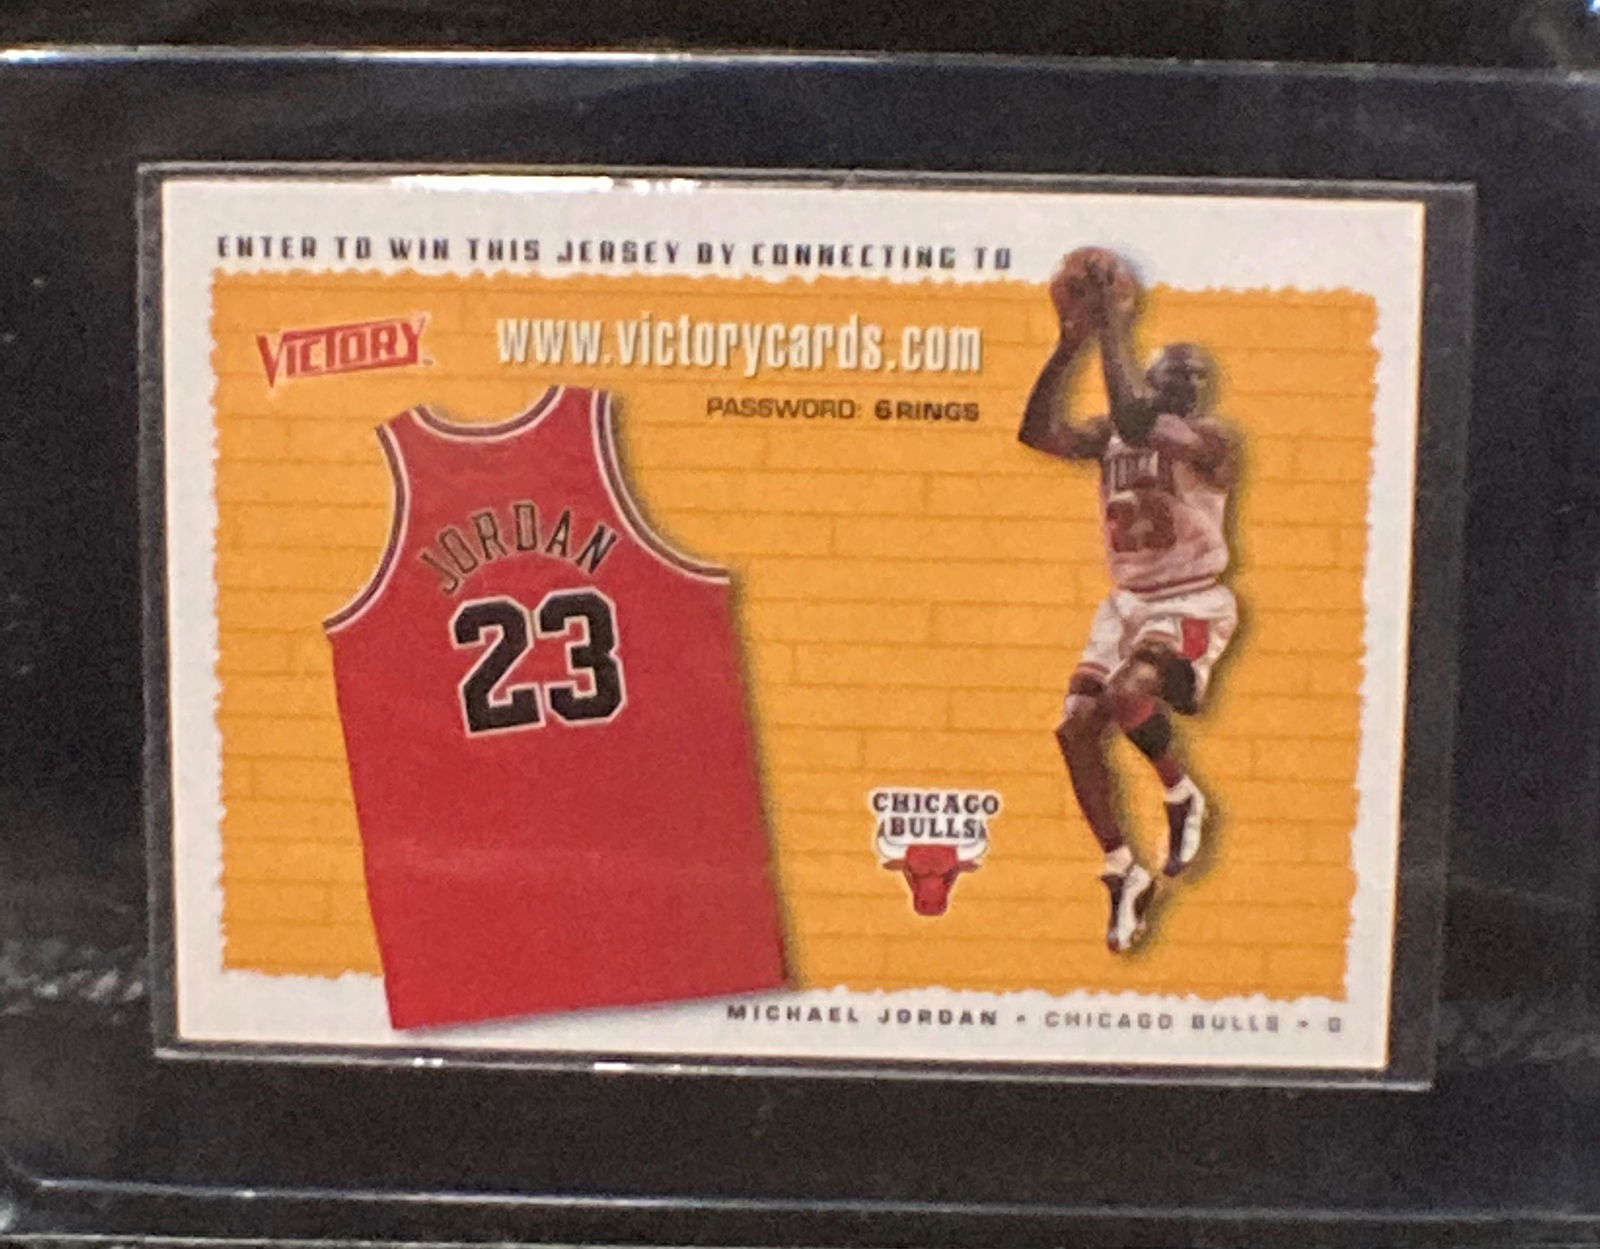 ENTER TO WIN THIS JERSEY BY CONNECTING TO
VICTORY
www.victorycards.com
PASSWORD: 6RINGS
JORDAN
23
23
CHICAGO
BULLS
MICHAEL JORDAN • CHICAGO BULLS • G